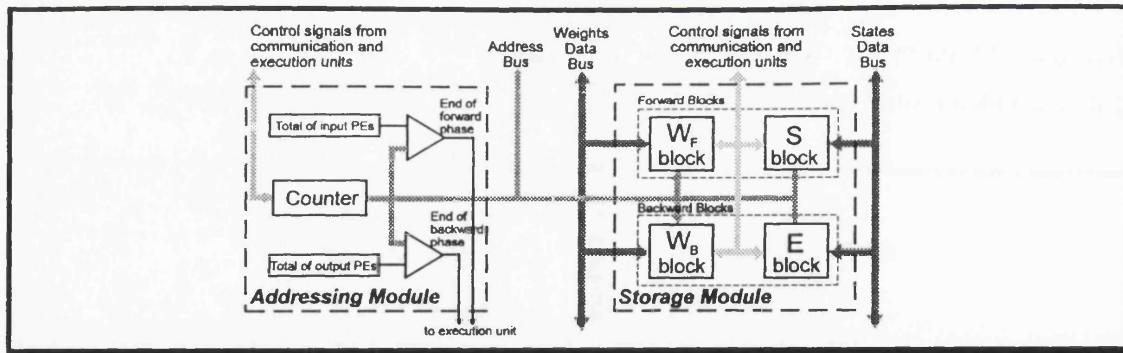 Control signals from
communication and
execution units
Address
Bus
Weights
Data
Bus
Control signals from
communication and
execution units
States
Data
Bus
End of
forward
phase
Total of input PEs
Counter
End of
backward
phase
Total of output PEs
Addressing Module
to execution unit
Forward Blocks
WF
block
S
block
Backward Blocks
WB
block
E
block
Storage Module